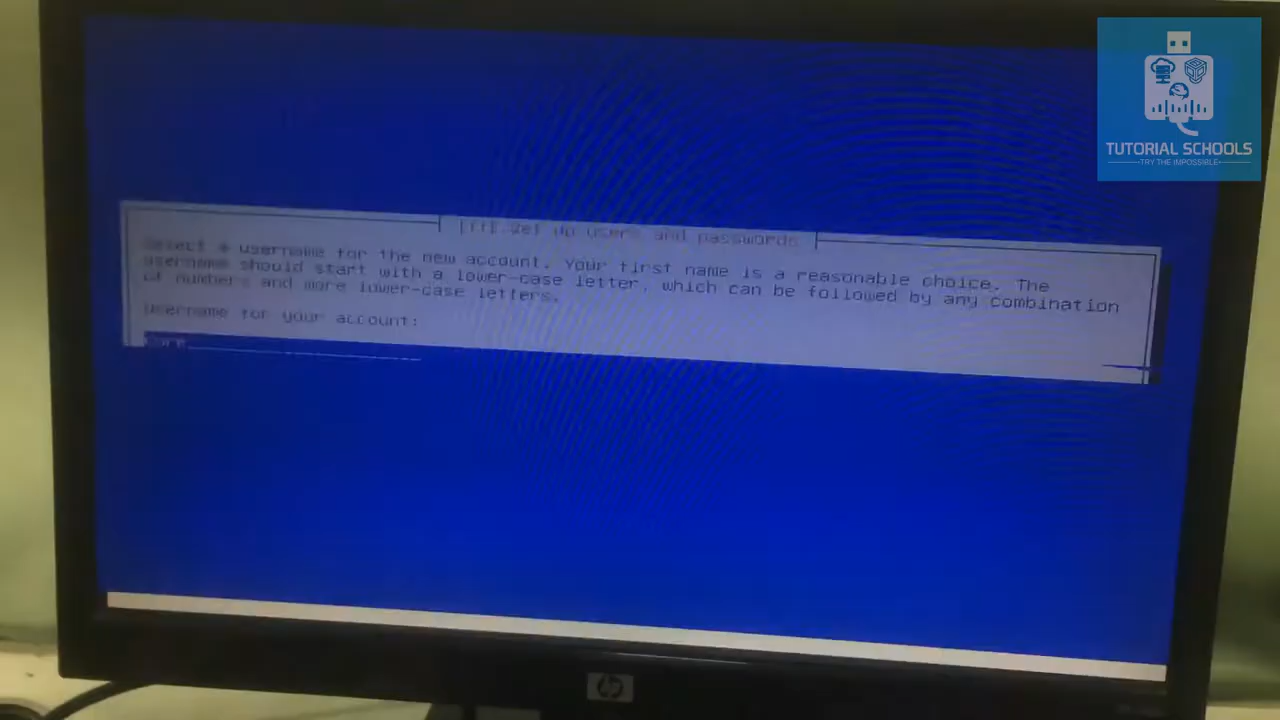 TUTORIAL SCHOOLS
TRY THE IMPOSSIBLE
[!!] Set up users and passwords
Select a username for the new account. Your first name is a reasonable choice. The
username should start with a lower-case letter, which can be followed by any combination
of numbers and more lower-case letters.
Username for your account:
hp